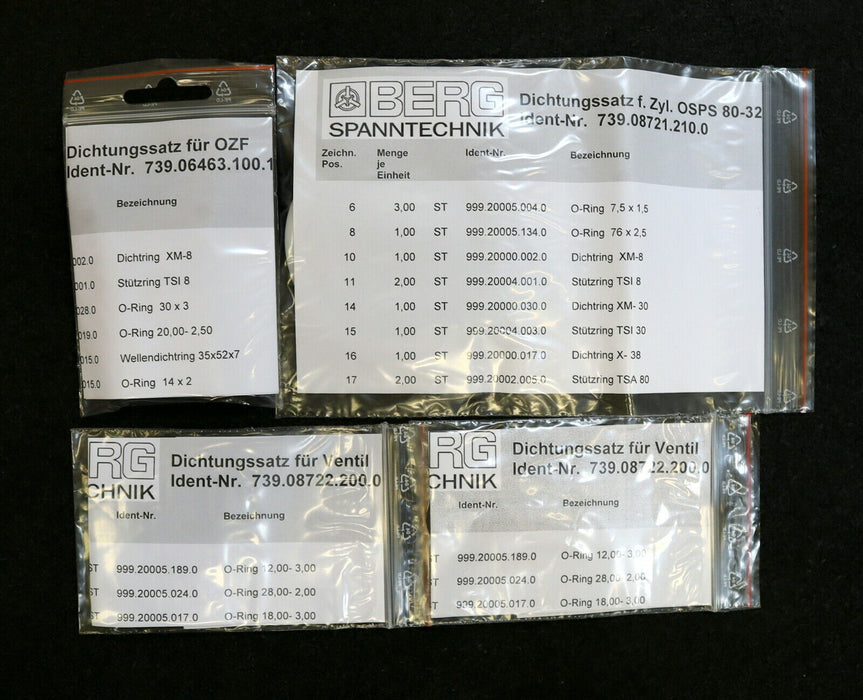 Dichtungssatz für OZF
Ident-Nr. 739.06463.100.1
Bezeichnung
002.0 Dichtring XM-8
001.0 Stützring TSI 8
028.0 O-Ring 30 x 3
019.0 O-Ring 20,00- 2,50
015.0 Wellendichtring 35x52x7
015.0 O-Ring 14 x 2
BERG
SPANNTECHNIK
Dichtungssatz f. Zyl. OSPS 80-32
Ident-Nr. 739.08721.210.0
Zeichn. Menge Ident-Nr. Bezeichnung
Pos. je
Einheit
6 3,00 ST 999.20005.004.0 O-Ring 7,5 x 1,5
8 1,00 ST 999.20005.134.0 O-Ring 76 x 2,5
10 1,00 ST 999.20000.002.0 Dichtring XM-8
11 2,00 ST 999.20004.001.0 Stützring TSI 8
14 1,00 ST 999.20000.030.0 Dichtring XM- 30
15 1,00 ST 999.20004.003.0 Stützring TSI 30
16 1,00 ST 999.20000.017.0 Dichtring X- 38
17 2,00 ST 999.20002.005.0 Stützring TSA 80
RG
CHNIK
Dichtungssatz für Ventil
Ident-Nr. 739.08722.200.0
Ident-Nr. Bezeichnung
ST 999.20005.189.0 O-Ring 12,00- 3,00
ST 999.20005.024.0 O-Ring 28,00- 2,00
ST 999.20005.017.0 O-Ring 18,00- 3,00
RG
CHNIK
Dichtungssatz für Ventil
Ident-Nr. 739.08722.200.0
Ident-Nr. Bezeichnung
ST 999.20005.189.0 O-Ring 12,00- 3,00
ST 999.20005.024.0 O-Ring 28,00- 2,00
ST 999.20005.017.0 O-Ring 18,00- 3,00